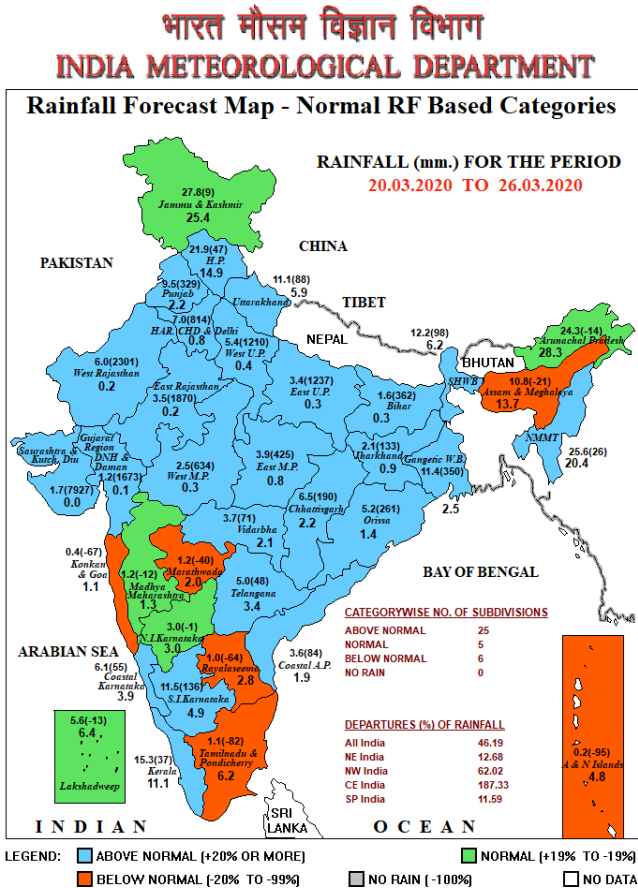 भारत मौसम विज्ञान विभाग
INDIA METEOROLOGICAL DEPARTMENT
Rainfall Forecast Map - Normal RF Based Categories
RAINFALL (mm.) FOR THE PERIOD
20.03.2020 TO 26.03.2020
27.8(9)
Jammu & Kashmir
25.4
CHINA
21.9(47)
H.P.
14.9
PAKISTAN
9.5(329)
Punjab
2.2
11.1(88)
5.9
Uttarakhand
TIBET
7.0(814)
HAR. CHD & Delhi
0.8
5.4(1210)
West U.P.
0.4
NEPAL
12.2(98)
6.2
24.3(-14)
Arunachal Pradesh
28.3
BHUTAN
6.0(2301)
West Rajasthan
0.2
East Rajasthan
3.5(1870)
0.2
3.4(1237)
East U.P.
0.3
1.6(362)
Bihar
0.3
SHWB
10.8(-21)
Assam & Meghalaya
13.7
NMMT
25.6(26)
20.4
Saurashtra &
Kutch, Diu
1.7(7927)
0.0
Gujarat
Region
DNH &
Daman
1.2(1673)
0.1
2.5(634)
West M.P.
0.3
3.9(425)
East M.P.
0.8
2.1(133)
Jharkhand
0.9
Gangetic W.B.
11.4(350)
2.5
6.5(190)
Chhattisgarh
2.2
5.2(261)
Orissa
1.4
3.7(71)
Vidarbha
2.1
0.4(-67)
Konkan
& Goa
1.1
1.2(-12)
Madhya
Maharashtra
1.3
1.2(-40)
Marathwada
2.0
5.0(48)
Telangana
3.4
BAY OF BENGAL
3.0(-1)
N.I.Karnataka
3.0
ARABIAN SEA
6.1(55)
Coastal
Karnataka
3.9
1.0(-64)
Rayalaseema
2.8
3.6(84)
Coastal A.P.
1.9
11.5(136)
S.I.Karnataka
4.9
CATEGORYWISE NO. OF SUBDIVISIONS
ABOVE NORMAL 25
NORMAL 5
BELOW NORMAL 6
NO RAIN 0
DEPARTURES (%) OF RAINFALL
All India 46.19
NE India 12.68
NW India 62.02
CE India 187.33
SP India 11.59
5.6(-13)
6.4
Lakshadweep
15.3(37)
Kerala
11.1
1.1(-82)
Tamilnadu &
Pondicherry
6.2
0.2(-95)
A & N Islands
4.8
SRI
LANKA
INDIAN OCEAN
LEGEND: ABOVE NORMAL (+20% OR MORE) NORMAL (+19% TO -19%)
BELOW NORMAL (-20% TO -99%) NO RAIN (-100%) NO DATA